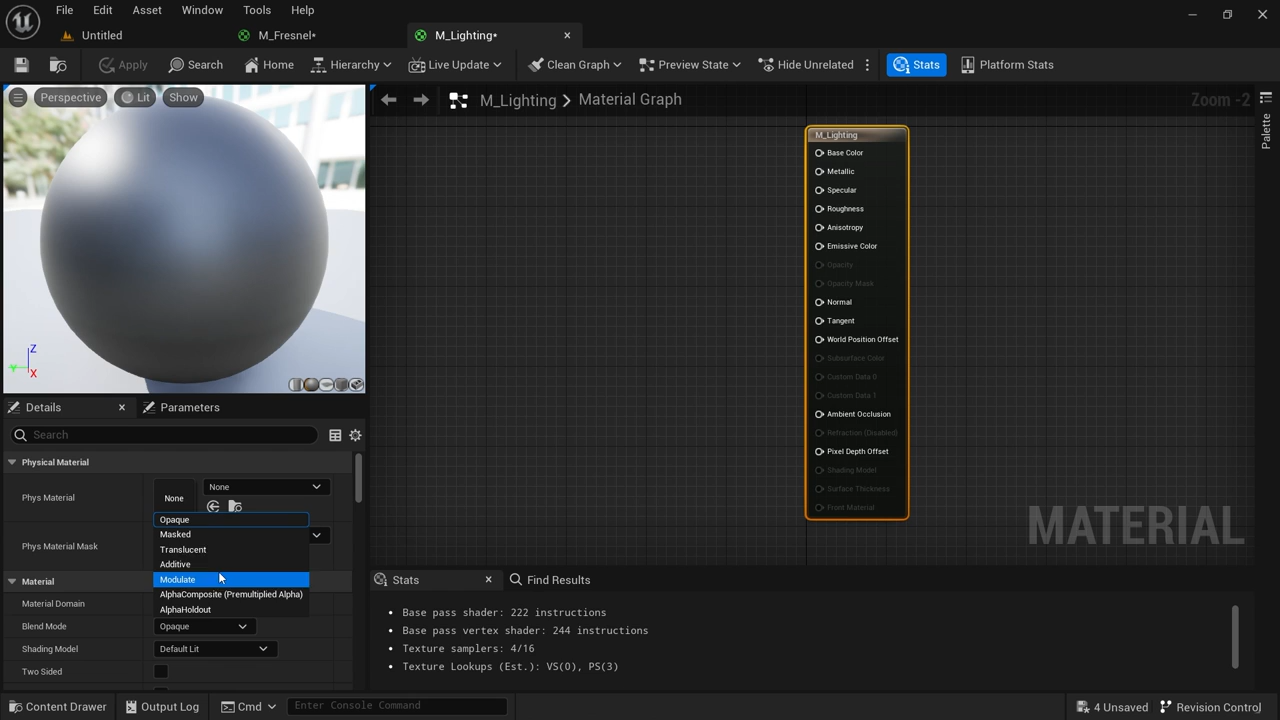 File Edit Asset Window Tools Help
Untitled M_Fresnel* M_Lighting*
Apply Search Home Hierarchy Live Update Clean Graph Preview State Hide Unrelated Stats Platform Stats
Perspective Lit Show
M_Lighting Material Graph Zoom -2
Palette
M_Lighting
Base Color
Metallic
Specular
Roughness
Anisotropy
Emissive Color
Opacity
Opacity Mask
Normal
Tangent
World Position Offset
Subsurface Color
Custom Data 0
Custom Data 1
Ambient Occlusion
Refraction (Disabled)
Pixel Depth Offset
Shading Model
Surface Thickness
Front Material
MATERIAL
Z
Y
X
Details Parameters
Search
Physical Material
Phys Material None None
Phys Material Mask
Opaque
Masked
Translucent
Additive
Modulate
AlphaComposite (Premultiplied Alpha)
AlphaHoldout
Material
Material Domain
Blend Mode Opaque
Shading Model Default Lit
Two Sided
Stats Find Results
Base pass shader: 222 instructions
Base pass vertex shader: 244 instructions
Texture samplers: 4/16
Texture Lookups (Est.): VS(0), PS(3)
Content Drawer Output Log Cmd Enter Console Command 4 Unsaved Revision Control